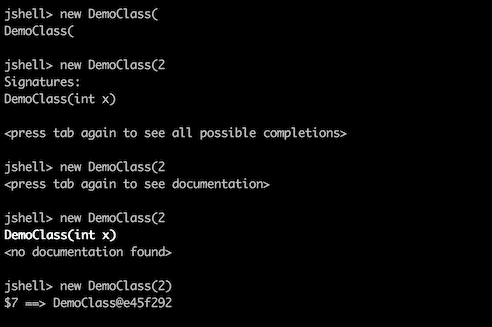 jshell> new DemoClass(
DemoClass(
jshell> new DemoClass(2
Signatures:
DemoClass(int x)
<press tab again to see all possible completions>
jshell> new DemoClass(2
<press tab again to see documentation>
jshell> new DemoClass(2
DemoClass(int x)
<no documentation found>
jshell> new DemoClass(2)
$7 ==> DemoClass@e45f292